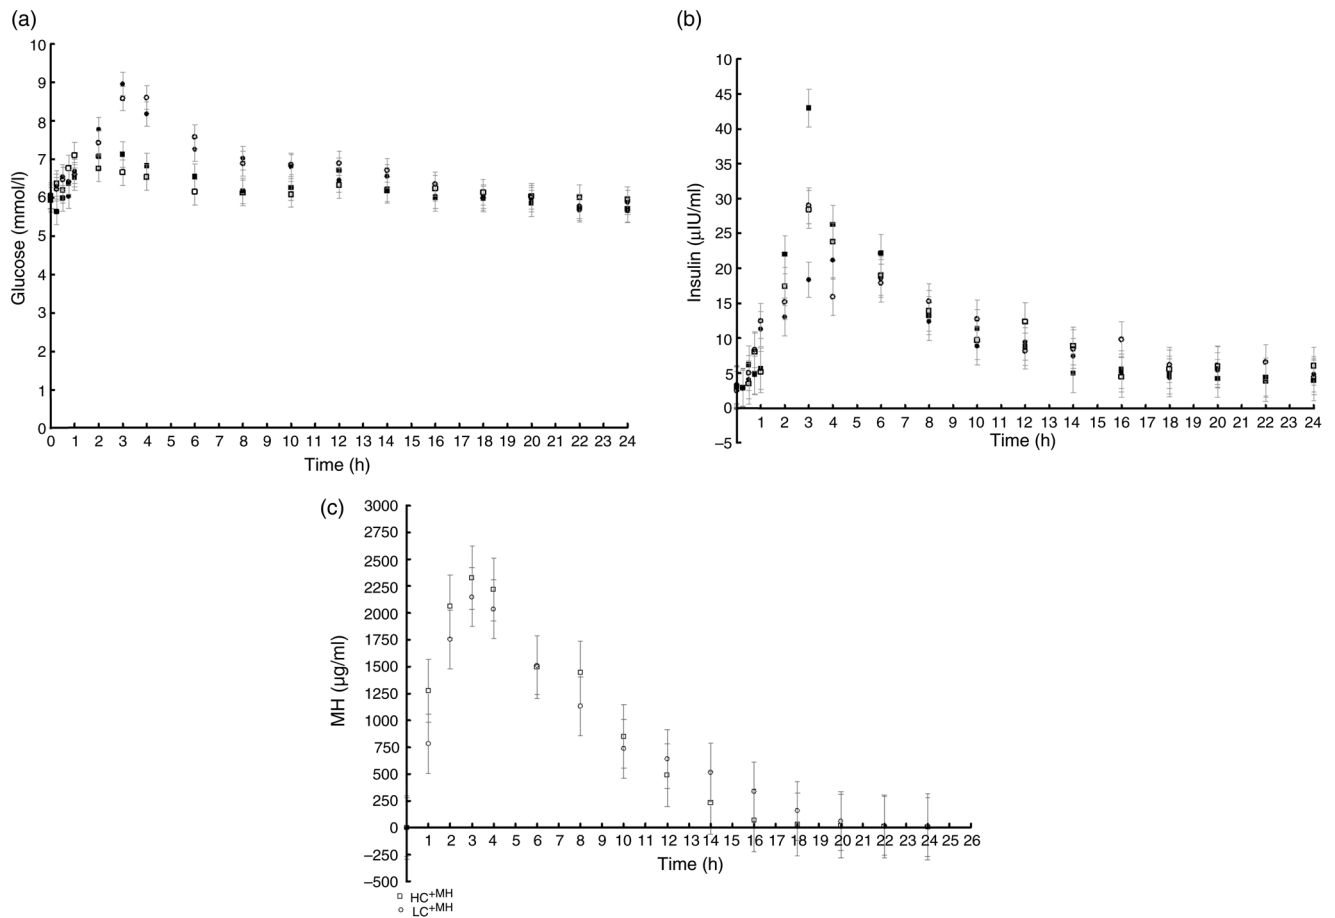 (a)
10
9
8
7
6
5
4
3
2
1
0
Glucose (mmol/l)
0 1 2 3 4 5 6 7 8 9 10 11 12 13 14 15 16 17 18 19 20 21 22 23 24
Time (h)
(b)
10
45
40
35
30
25
20
15
10
5
0
–5
Insulin (µIU/ml)
1 2 3 4 5 6 7 8 9 10 11 12 13 14 15 16 17 18 19 20 21 22 23 24
Time (h)
(c)
3000
2750
2500
2250
2000
1750
1500
1250
1000
750
500
250
0
–250
–500
MH (µg/ml)
1 2 3 4 5 6 7 8 9 10 11 12 13 14 15 16 17 18 19 20 21 22 23 24 25 26
Time (h)
HC+MH
LC+MH